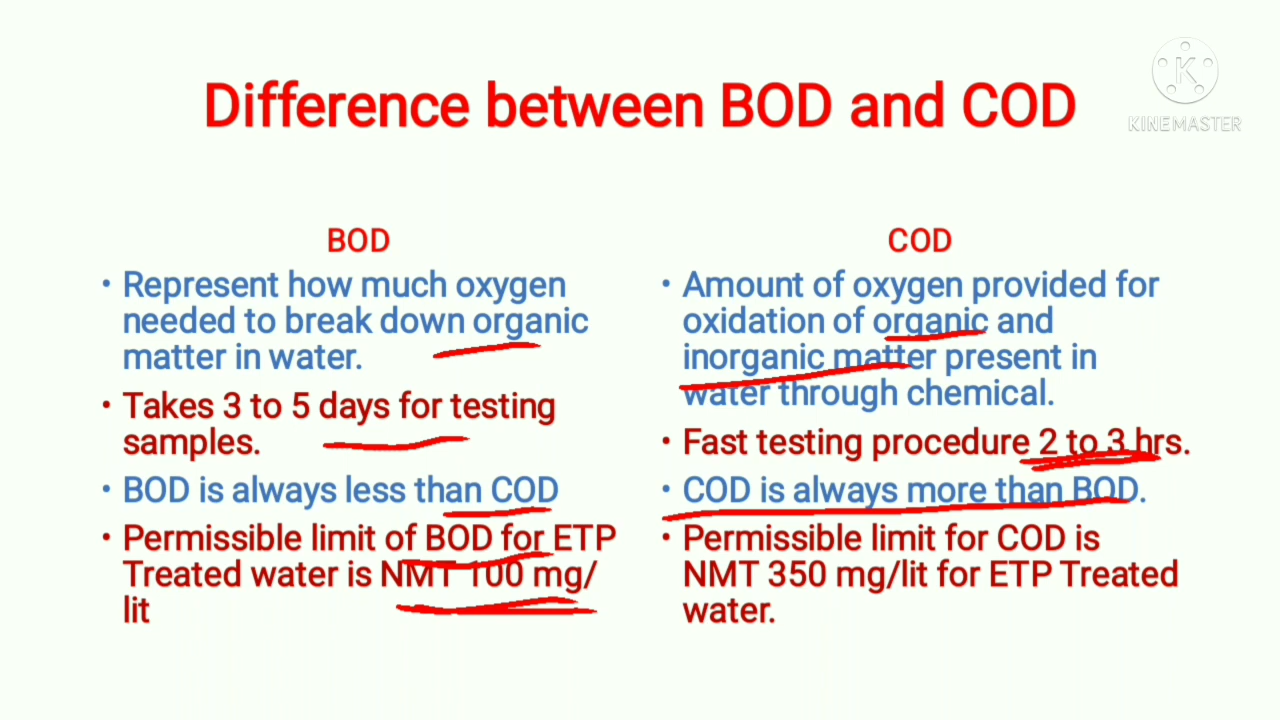 Difference between BOD and COD
KINEMASTER
BOD
• Represent how much oxygen
needed to break down organic
matter in water.
• Takes 3 to 5 days for testing
samples.
• BOD is always less than COD
• Permissible limit of BOD for ETP
Treated water is NMT 100 mg/
lit
COD
• Amount of oxygen provided for
oxidation of organic and
inorganic matter present in
water through chemical.
• Fast testing procedure 2 to 3 hrs.
• COD is always more than BOD.
• Permissible limit for COD is
NMT 350 mg/lit for ETP Treated
water.